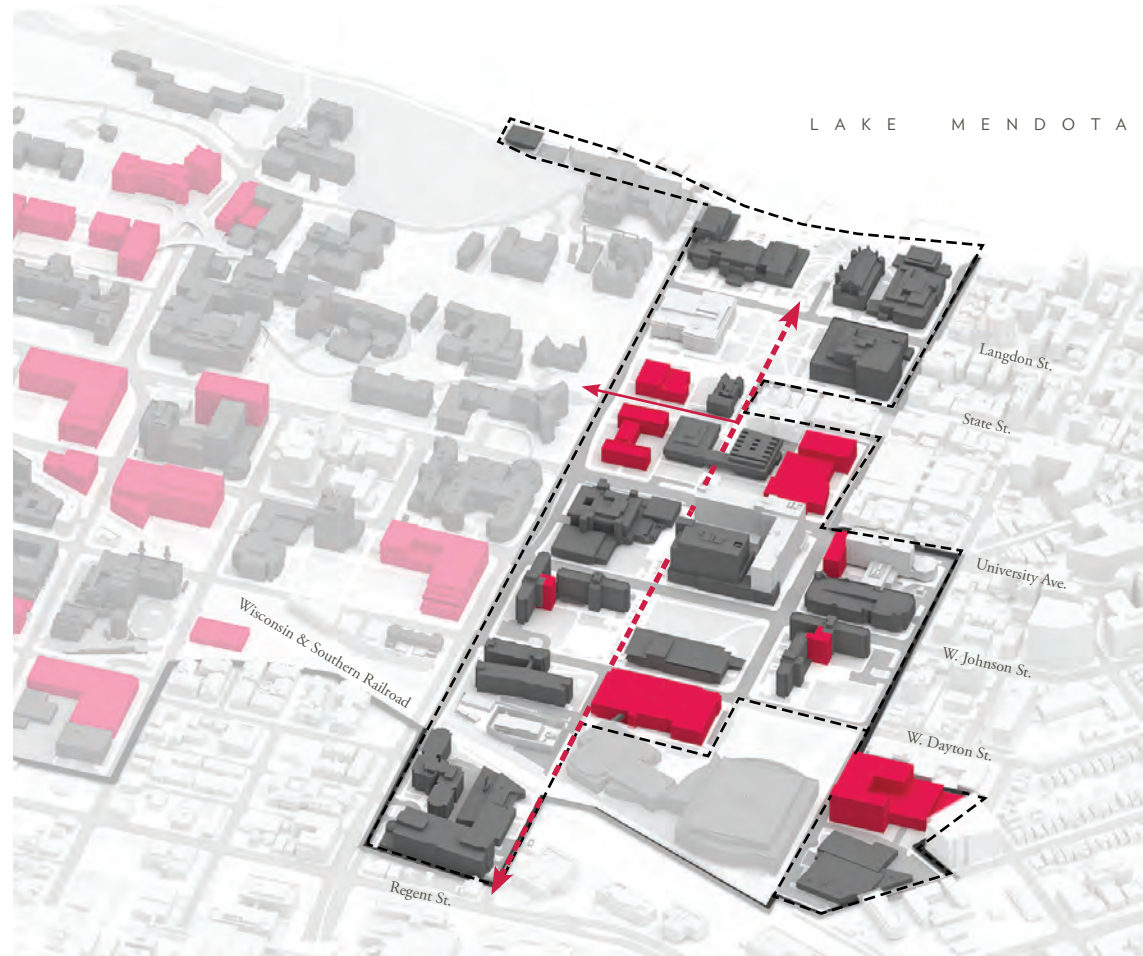 LAKE MENDOTA
Langdon St.
State St.
University Ave.
Wisconsin & Southern Railroad
W. Johnson St.
W. Dayton St.
Regent St.